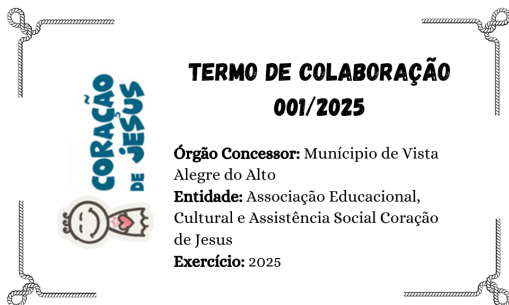 CORAÇÃO
DE JESUS
TERMO DE COLABORAÇÃO
001/2025
Órgão Concessor: Munícipio de Vista
Alegre do Alto
Entidade: Associação Educacional,
Cultural e Assistência Social Coração
de Jesus
Exercício: 2025